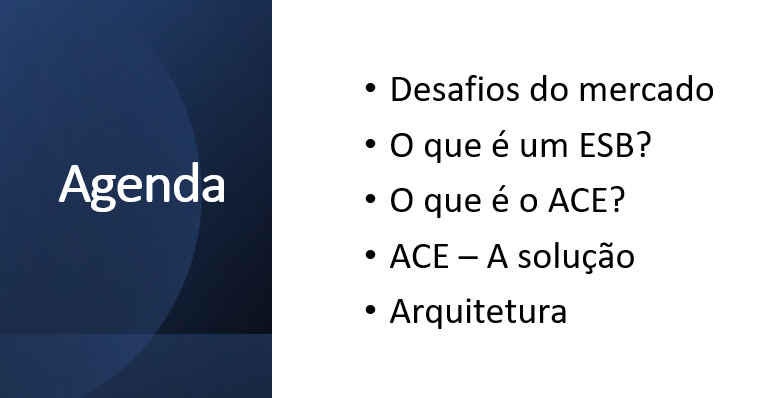 Agenda
• Desafios do mercado
• O que é um ESB?
• O que é o ACE?
• ACE – A solução
• Arquitetura